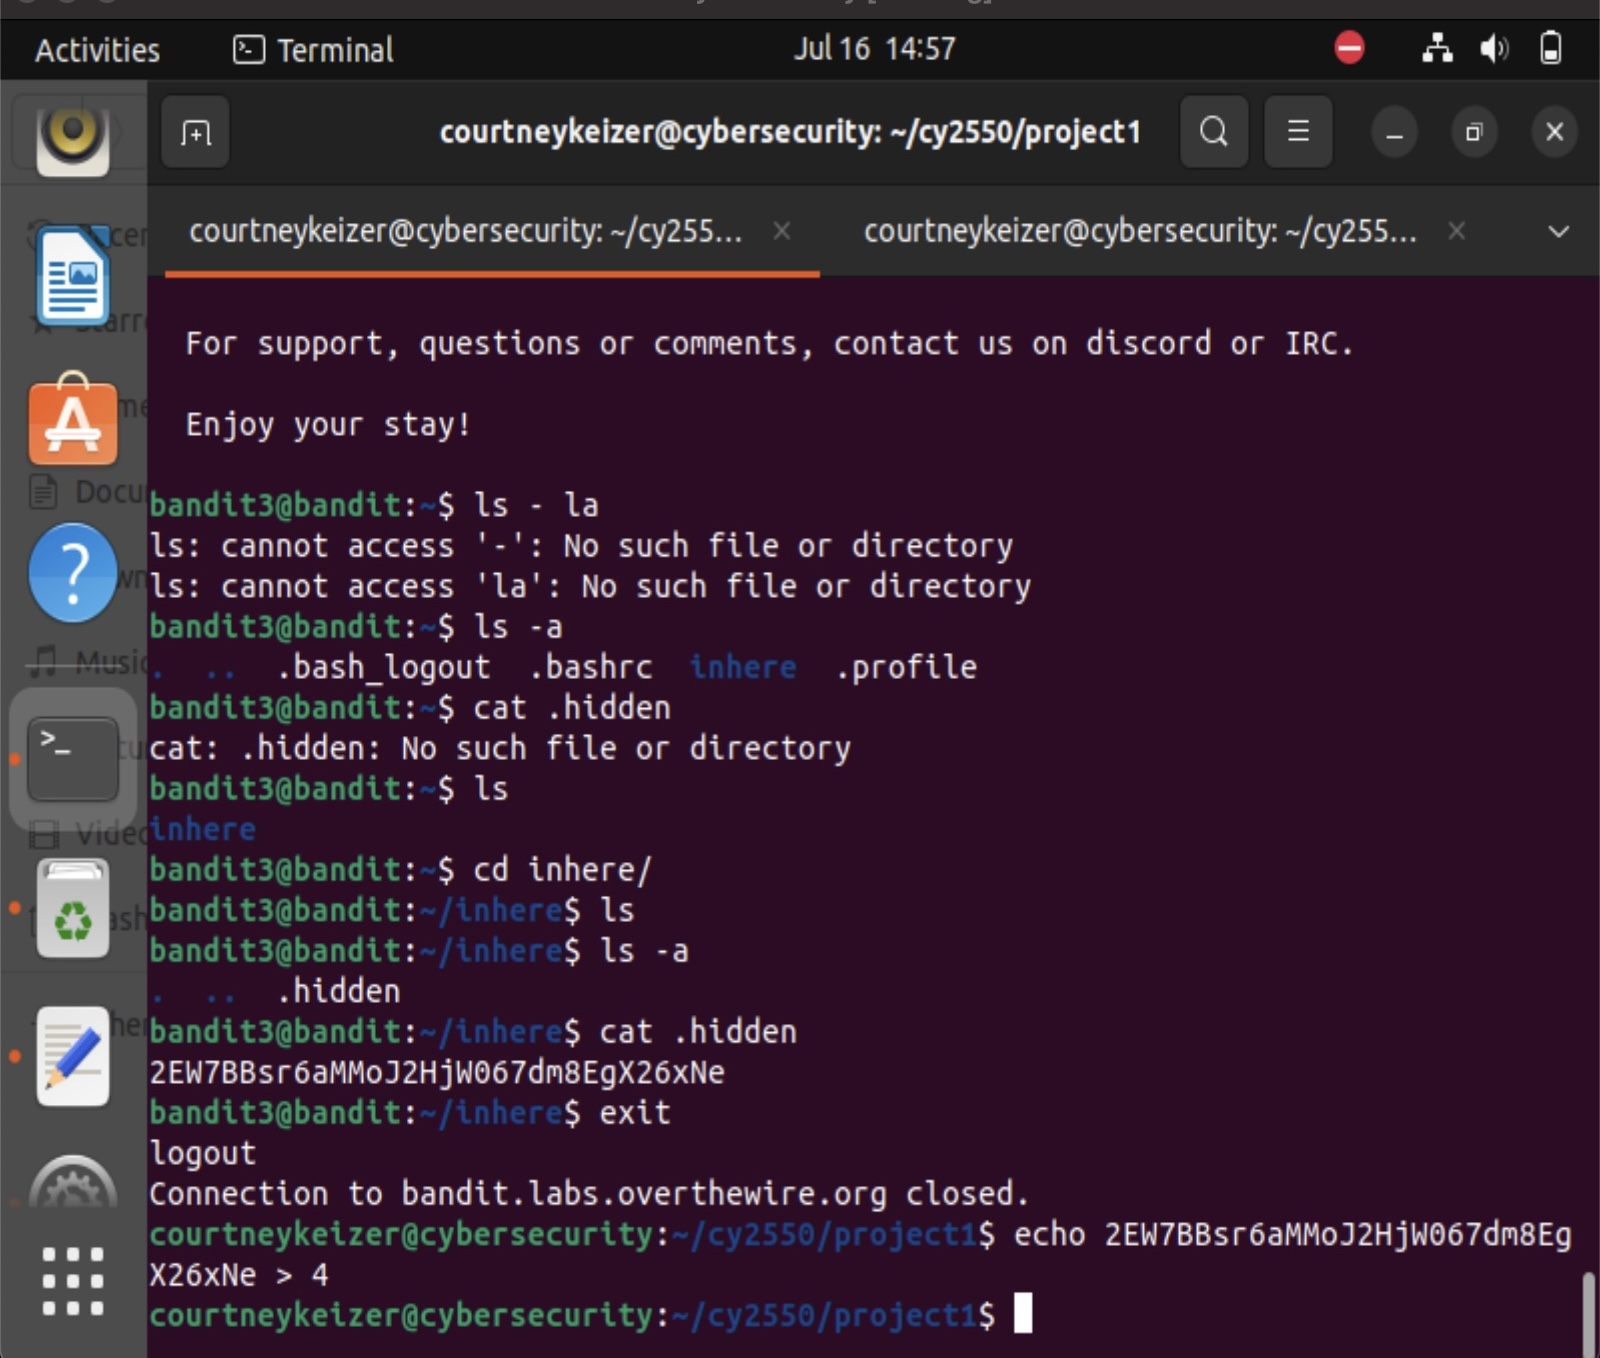 Activities
Terminal
Jul 16 14:57
courtneykeizer@cybersecurity: ~/cy2550/project1
courtneykeizer@cybersecurity: ~/cy255...
courtneykeizer@cybersecurity: ~/cy255...
For support, questions or comments, contact us on discord or IRC.
Enjoy your stay!
bandit3@bandit:~$ ls - la
ls: cannot access '-': No such file or directory
ls: cannot access 'la': No such file or directory
bandit3@bandit:~$ ls -a
. .. .bash_logout .bashrc inhere .profile
bandit3@bandit:~$ cat .hidden
cat: .hidden: No such file or directory
bandit3@bandit:~$ ls
inhere
bandit3@bandit:~$ cd inhere/
bandit3@bandit:~/inhere$ ls
bandit3@bandit:~/inhere$ ls -a
. .. .hidden
bandit3@bandit:~/inhere$ cat .hidden
2EW7BBsr6aMMoJ2HjW067dm8EgX26xNe
bandit3@bandit:~/inhere$ exit
logout
Connection to bandit.labs.overthewire.org closed.
courtneykeizer@cybersecurity:~/cy2550/project1$ echo 2EW7BBsr6aMMoJ2HjW067dm8Eg
X26xNe > 4
courtneykeizer@cybersecurity:~/cy2550/project1$